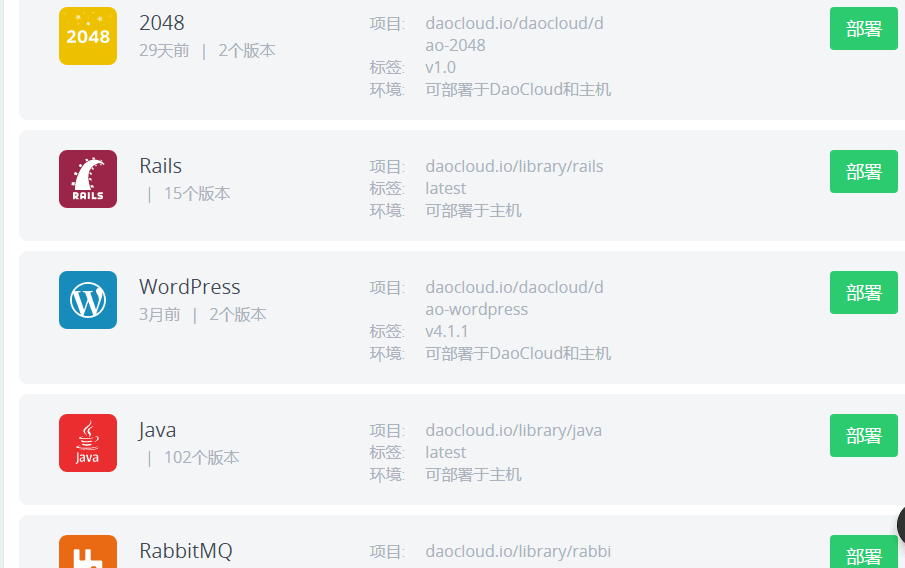 2048
2048
29天前 | 2个版本
项目: daocloud.io/daocloud/d
ao-2048
标签: v1.0
环境: 可部署于DaoCloud和主机
部署
RAILS
Rails
| 15个版本
项目: daocloud.io/library/rails
标签: latest
环境: 可部署于主机
部署
W
WordPress
3月前 | 2个版本
项目: daocloud.io/daocloud/d
ao-wordpress
标签: v4.1.1
环境: 可部署于DaoCloud和主机
部署
Java
Java
| 102个版本
项目: daocloud.io/library/java
标签: latest
环境: 可部署于主机
部署
RabbitMQ
项目: daocloud.io/library/rabbi
部署